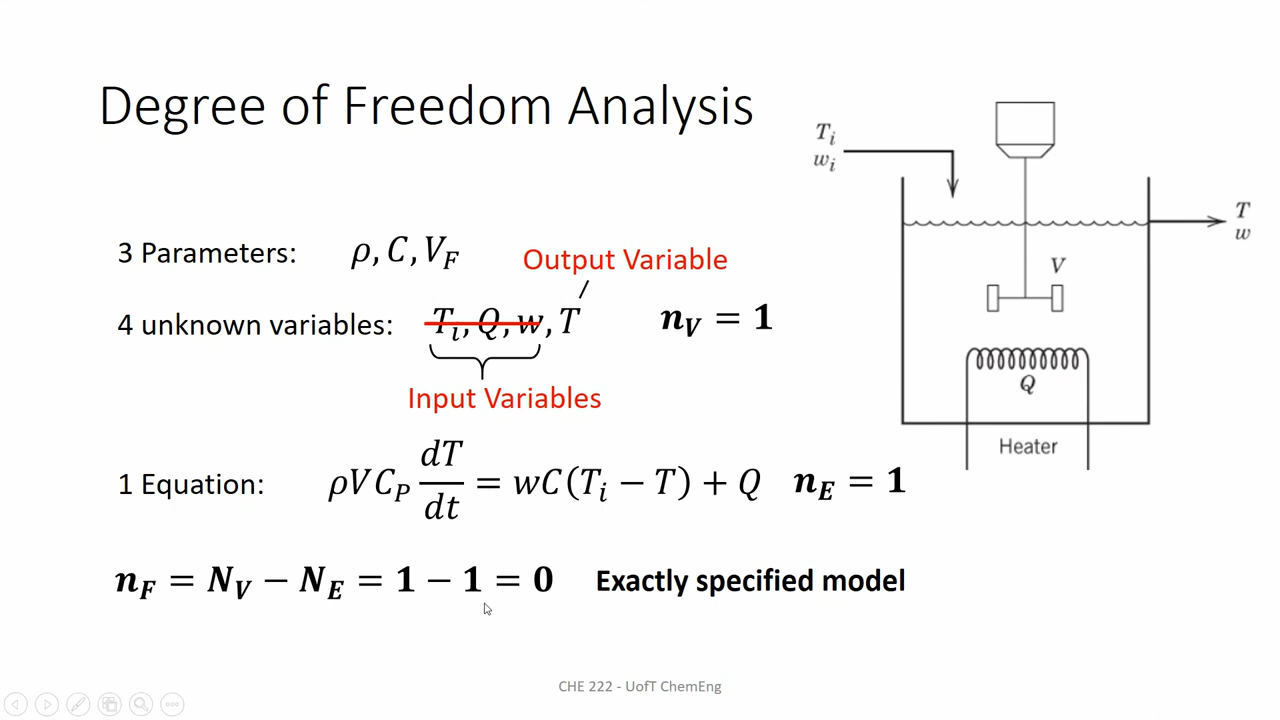 Degree of Freedom Analysis
3 Parameters: ρ, C, V_F
Output Variable
4 unknown variables: T_i, Q, w, T n_V = 1
Input Variables
1 Equation: ρVC_P dT/dt = wC(T_i − T) + Q n_E = 1
n_F = N_V − N_E = 1 − 1 = 0 Exactly specified model
T_i
w_i
T
w
V
Q
Heater
CHE 222 - UofT ChemEng